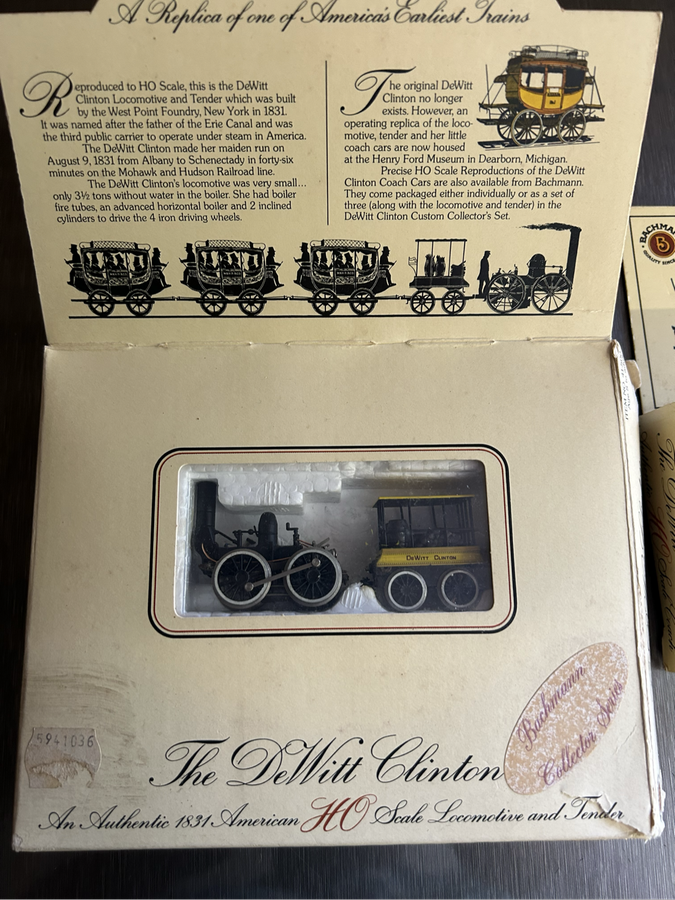 A Replica of one of America's Earliest Trains
Reproduced to HO Scale, this is the DeWitt
Clinton Locomotive and Tender which was built
by the West Point Foundry, New York in 1831.
It was named after the father of the Erie Canal and was
the third public carrier to operate under steam in America.
The DeWitt Clinton made her maiden run on
August 9, 1831 from Albany to Schenectady in forty-six
minutes on the Mohawk and Hudson Railroad line.
The DeWitt Clinton's locomotive was very small...
only 3½ tons without water in the boiler. She had boiler
fire tubes, an advanced horizontal boiler and 2 inclined
cylinders to drive the 4 iron driving wheels.
The original DeWitt
Clinton no longer
exists. However, an
operating replica of the loco-
motive, tender and her little
coach cars are now housed
at the Henry Ford Museum in Dearborn, Michigan.
Precise HO Scale Reproductions of the DeWitt
Clinton Coach Cars are also available from Bachmann.
They come packaged either individually or as a set of
three (along with the locomotive and tender) in the
DeWitt Clinton Custom Collector's Set.
DeWitt Clinton
Bachmann
Collector Series
5941036
The DeWitt Clinton
An Authentic 1831 American HO Scale Locomotive and Tender